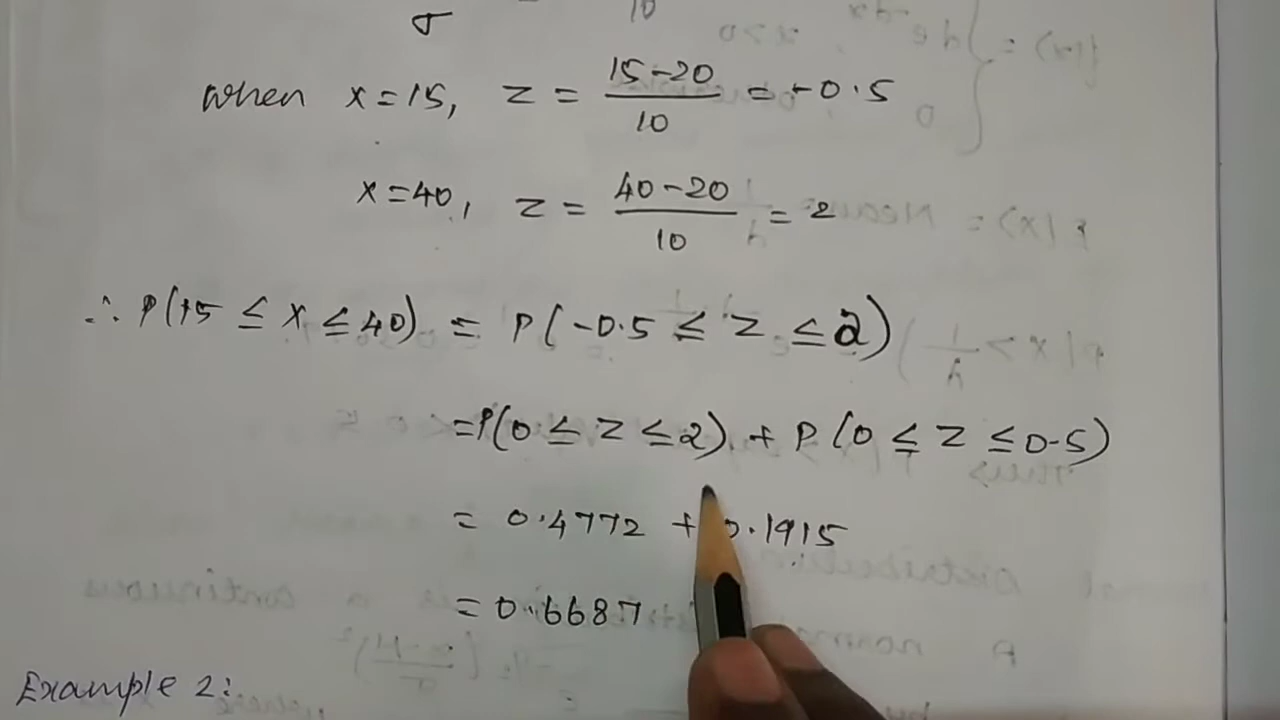 σ 10
When x=15, z = 15-20 / 10 = -0.5
x=40, z = 40-20 / 10 = 2
∴ P(15 ≤ x ≤ 40) = P(-0.5 ≤ z ≤ 2)
= P(0 ≤ z ≤ 2) + P(0 ≤ z ≤ 0.5)
= 0.4772 + 0.1915
= 0.6687
Example 2: